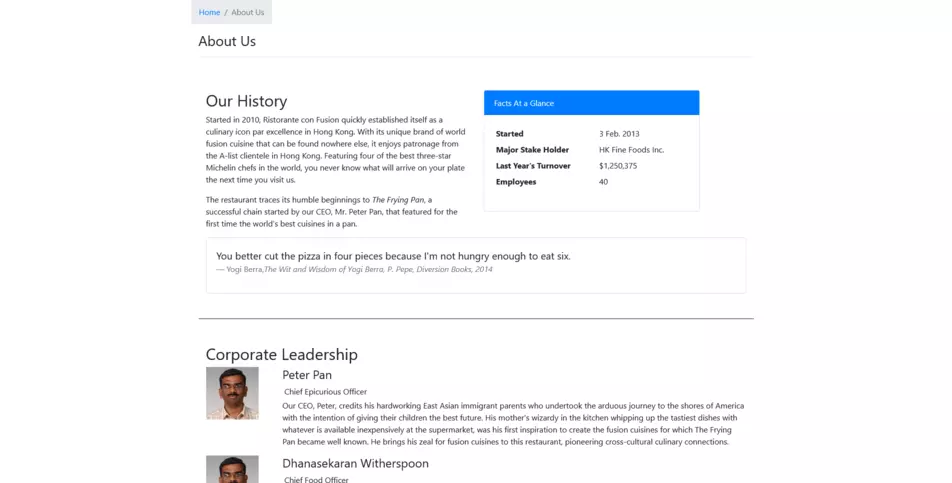 Home / About Us
About Us
Our History
Started in 2010, Ristorante con Fusion quickly established itself as a
culinary icon par excellence in Hong Kong. With its unique brand of world
fusion cuisine that can be found nowhere else, it enjoys patronage from
the A-list clientele in Hong Kong. Featuring four of the best three-star
Michelin chefs in the world, you never know what will arrive on your plate
the next time you visit us.
The restaurant traces its humble beginnings to The Frying Pan, a
successful chain started by our CEO, Mr. Peter Pan, that featured for the
first time the world's best cuisines in a pan.
Facts At a Glance
Started 3 Feb. 2013
Major Stake Holder HK Fine Foods Inc.
Last Year's Turnover $1,250,375
Employees 40
You better cut the pizza in four pieces because I'm not hungry enough to eat six.
— Yogi Berra,The Wit and Wisdom of Yogi Berra, P. Pepe, Diversion Books, 2014
Corporate Leadership
Peter Pan
Chief Epicurious Officer
Our CEO, Peter, credits his hardworking East Asian immigrant parents who undertook the arduous journey to the shores of America
with the intention of giving their children the best future. His mother's wizardy in the kitchen whipping up the tastiest dishes with
whatever is available inexpensively at the supermarket, was his first inspiration to create the fusion cuisines for which The Frying
Pan became well known. He brings his zeal for fusion cuisines to this restaurant, pioneering cross-cultural culinary connections.
Dhanasekaran Witherspoon
Chief Food Officer